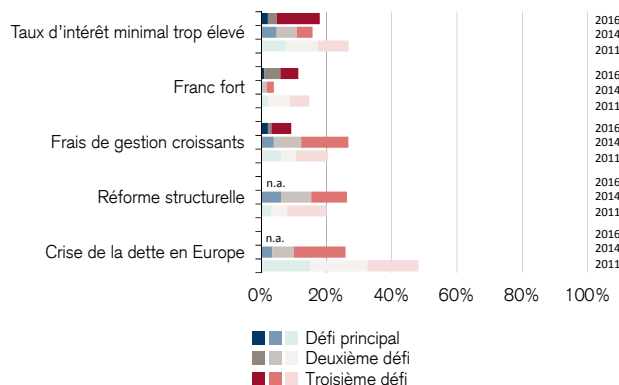 Taux d'intérêt minimal trop élevé
2016
2014
2011
Franc fort
2016
2014
2011
Frais de gestion croissants
2016
2014
2011
Réforme structurelle
n.a.
2016
2014
2011
Crise de la dette en Europe
n.a.
2016
2014
2011
0% 20% 40% 60% 80% 100%
Défi principal
Deuxième défi
Troisième défi